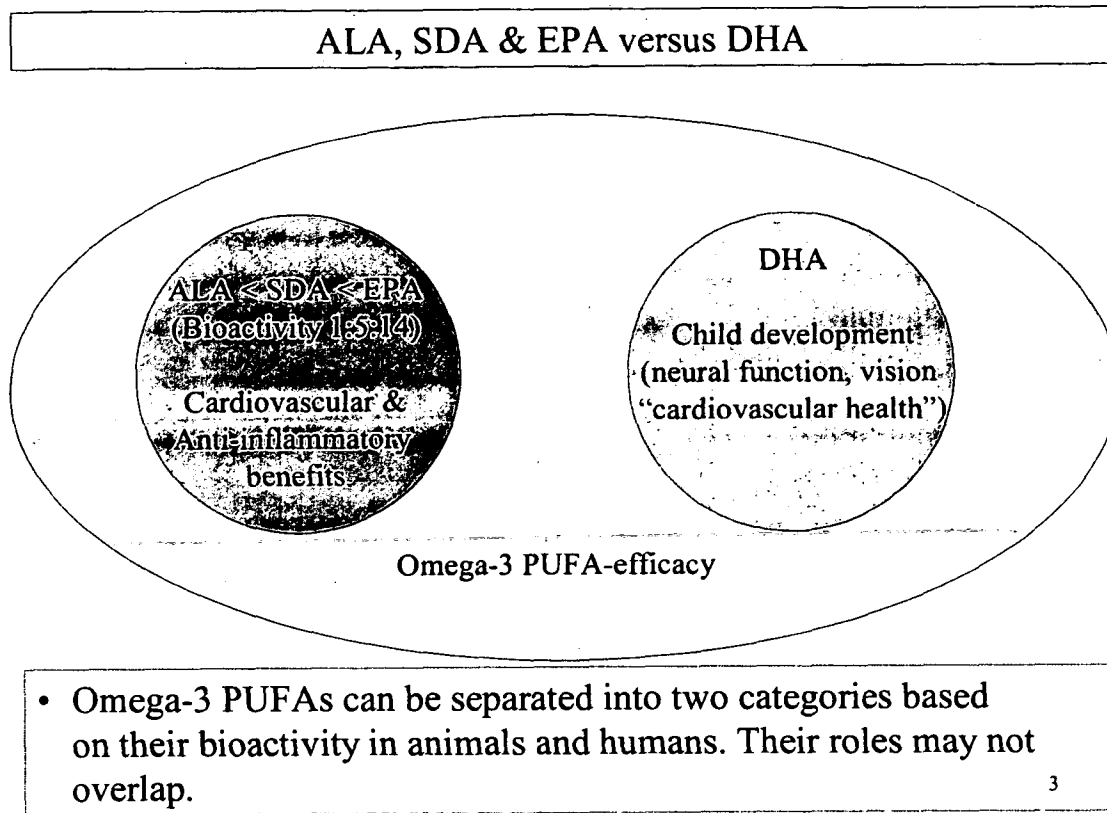 ALA, SDA & EPA versus DHA
ALA < SDA < EPA
(Bioactivity 1:5:14)
Cardiovascular &
Anti-inflammatory
benefits
DHA
Child development
(neural function, vision
“cardiovascular health”)
Omega-3 PUFA-efficacy
• Omega-3 PUFAs can be separated into two categories based
on their bioactivity in animals and humans. Their roles may not
overlap.
3